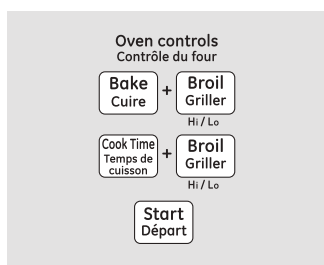 Oven controls
Contrôle du four
Bake + Broil
Cuire Griller
Hi / Lo
Cook Time + Broil
Temps de Griller
cuisson
Hi / Lo
Start
Départ